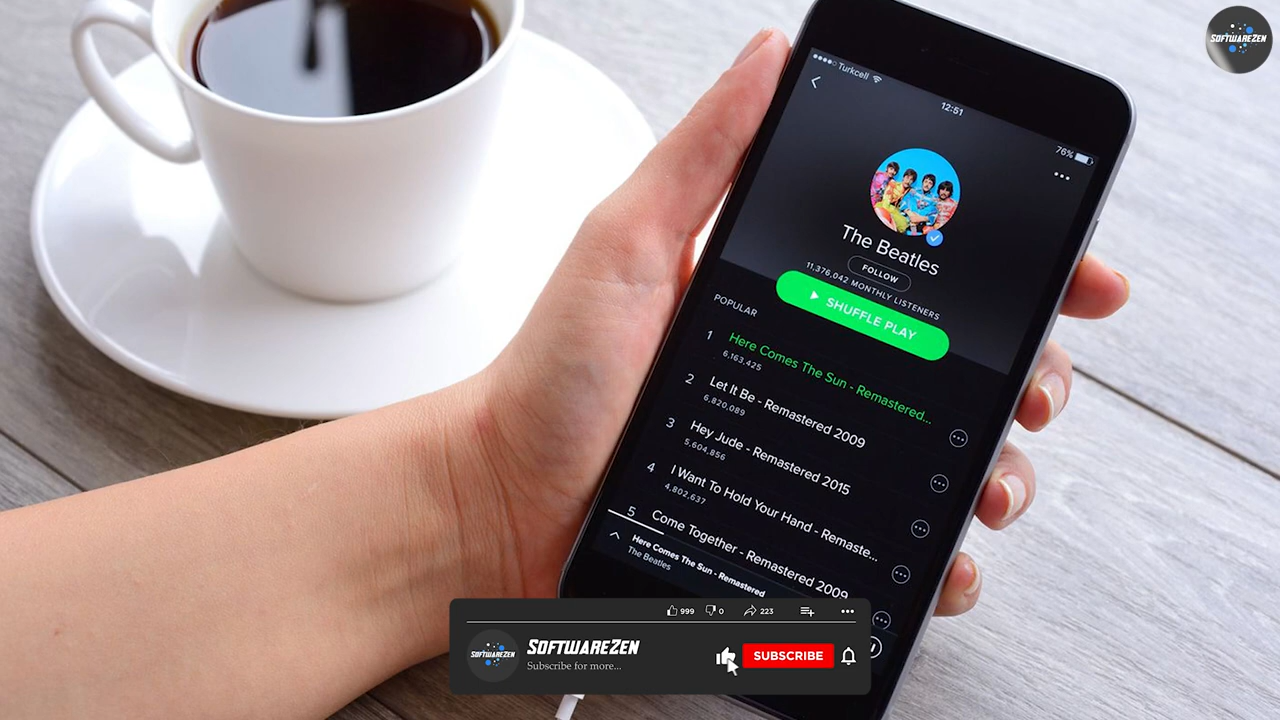 SOFTWAREZEN
Turkcell
12:51
76%
The Beatles
FOLLOW
11,376,042 MONTHLY LISTENERS
SHUFFLE PLAY
POPULAR
1 Here Comes The Sun - Remastered...
6,163,425
2 Let It Be - Remastered 2009
6,820,089
3 Hey Jude - Remastered 2015
5,604,856
4 I Want To Hold Your Hand - Remaste...
4,802,637
5 Come Together - Remastered 2009
Here Comes The Sun - Remastered
The Beatles
999 0 223
SOFTWAREZEN
SOFTWAREZEN
Subscribe for more...
SUBSCRIBE